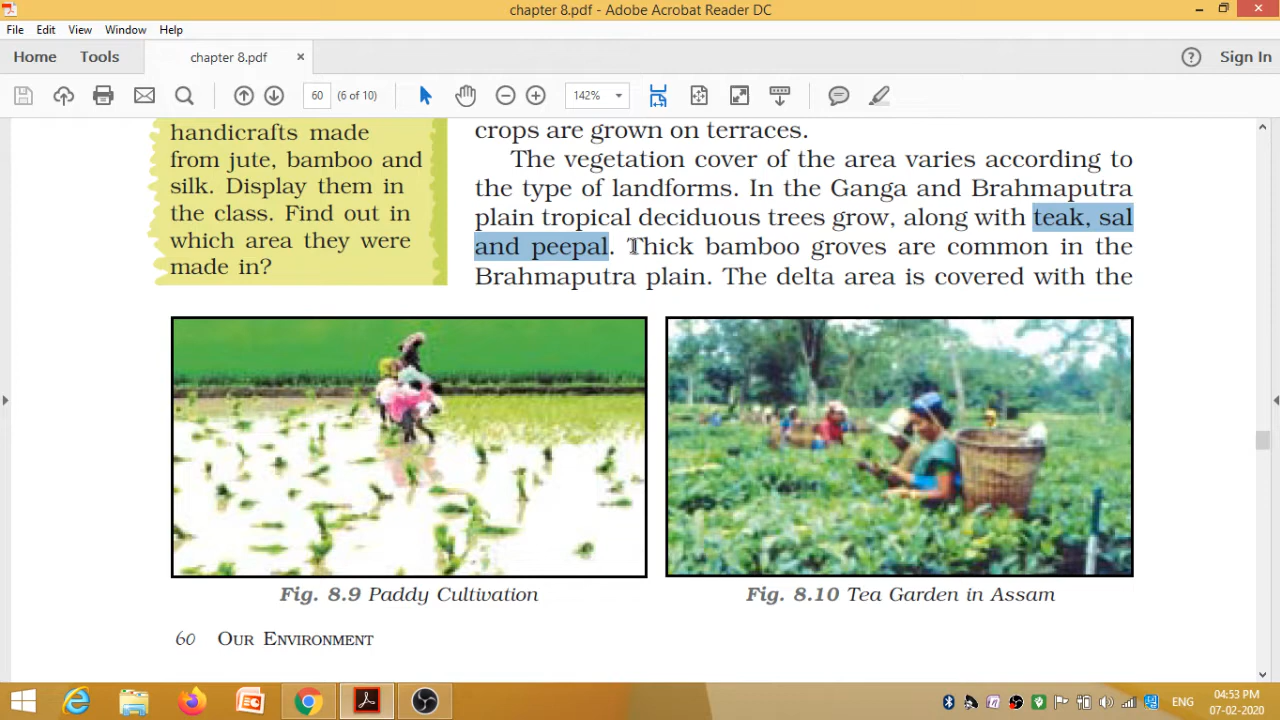 chapter 8.pdf - Adobe Acrobat Reader DC
File Edit View Window Help
Home Tools chapter 8.pdf × Sign In
60 (6 of 10) 142%
handicrafts made
from jute, bamboo and
silk. Display them in
the class. Find out in
which area they were
made in?
crops are grown on terraces.
The vegetation cover of the area varies according to
the type of landforms. In the Ganga and Brahmaputra
plain tropical deciduous trees grow, along with teak, sal
and peepal. Thick bamboo groves are common in the
Brahmaputra plain. The delta area is covered with the
Fig. 8.9 Paddy Cultivation
Fig. 8.10 Tea Garden in Assam
60 OUR ENVIRONMENT
ENG 04:53 PM
07-02-2020